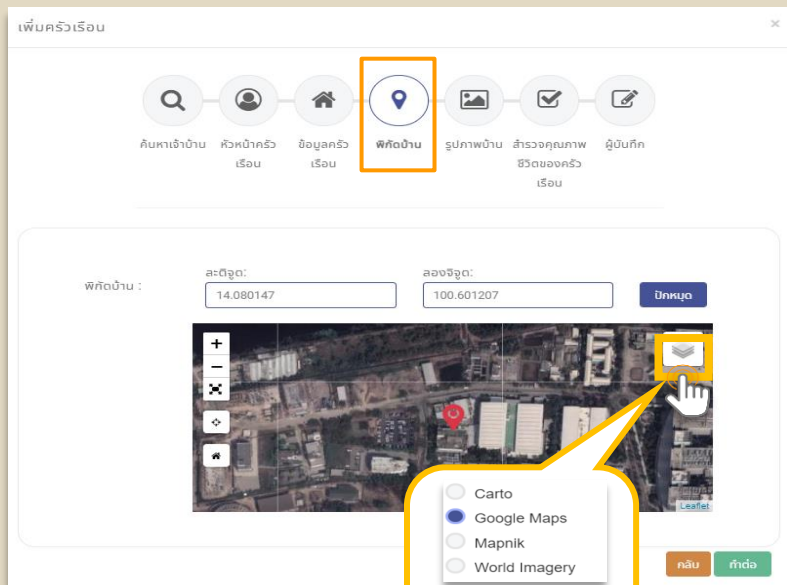 เพิ่มครัวเรือน ×
ค้นหาเจ้าบ้าน หัวหน้าครัว ข้อมูลครัว พิกัดบ้าน รูปภาพบ้าน สำรวจคุณภาพ ผู้บันทึก
เรือน เรือน ชีวิตของครัว
เรือน
สะติจูด: ลองจิจูด:
พิกัดบ้าน :
14.080147 100.601207 ปักหมุด
+
−
Leaflet
Carto
Google Maps
Mapnik
World Imagery
กลับ ทำต่อ